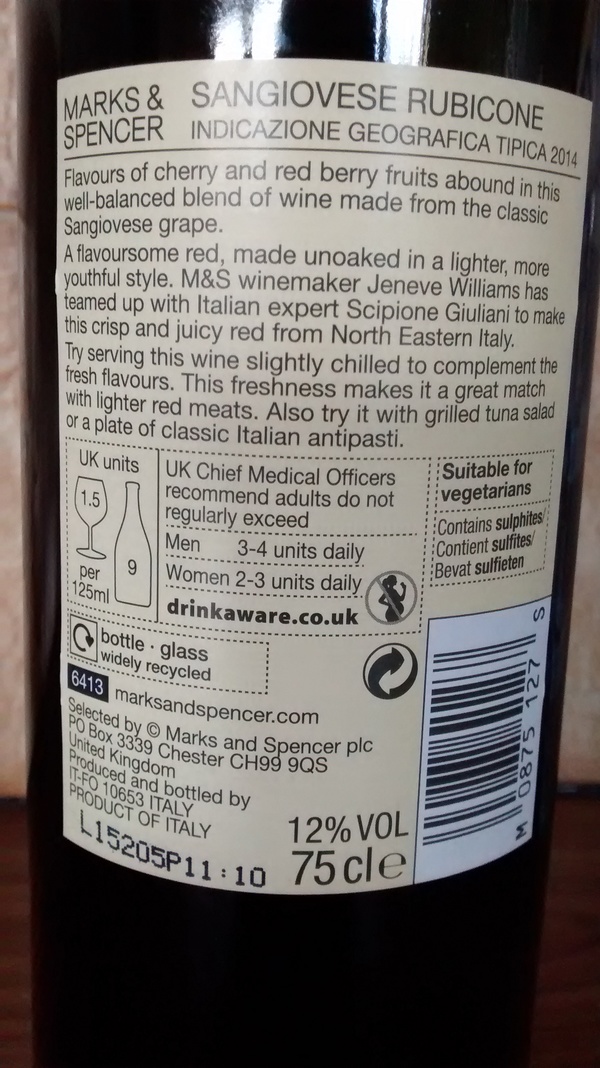 MARKS & SPENCER
SANGIOVESE RUBICONE
INDICAZIONE GEOGRAFICA TIPICA 2014
Flavours of cherry and red berry fruits abound in this
well-balanced blend of wine made from the classic
Sangiovese grape.
A flavoursome red, made unoaked in a lighter, more
youthful style. M&S winemaker Jeneve Williams has
teamed up with Italian expert Scipione Giuliani to make
this crisp and juicy red from North Eastern Italy.
Try serving this wine slightly chilled to complement the
fresh flavours. This freshness makes it a great match
with lighter red meats. Also try it with grilled tuna salad
or a plate of classic Italian antipasti.
UK units
1.5
9
per
125ml
UK Chief Medical Officers
recommend adults do not
regularly exceed
Men 3-4 units daily
Women 2-3 units daily
drinkaware.co.uk
Suitable for
vegetarians
Contains sulphites/
Contient sulfites/
Bevat sulfieten
bottle · glass
widely recycled
6413 marksandspencer.com
Selected by © Marks and Spencer plc
PO Box 3339 Chester CH99 9QS
United Kingdom
Produced and bottled by
IT-FO 10653 ITALY
PRODUCT OF ITALY
L15205P11:10
12% VOL
75 cl e
M 0875 127 S